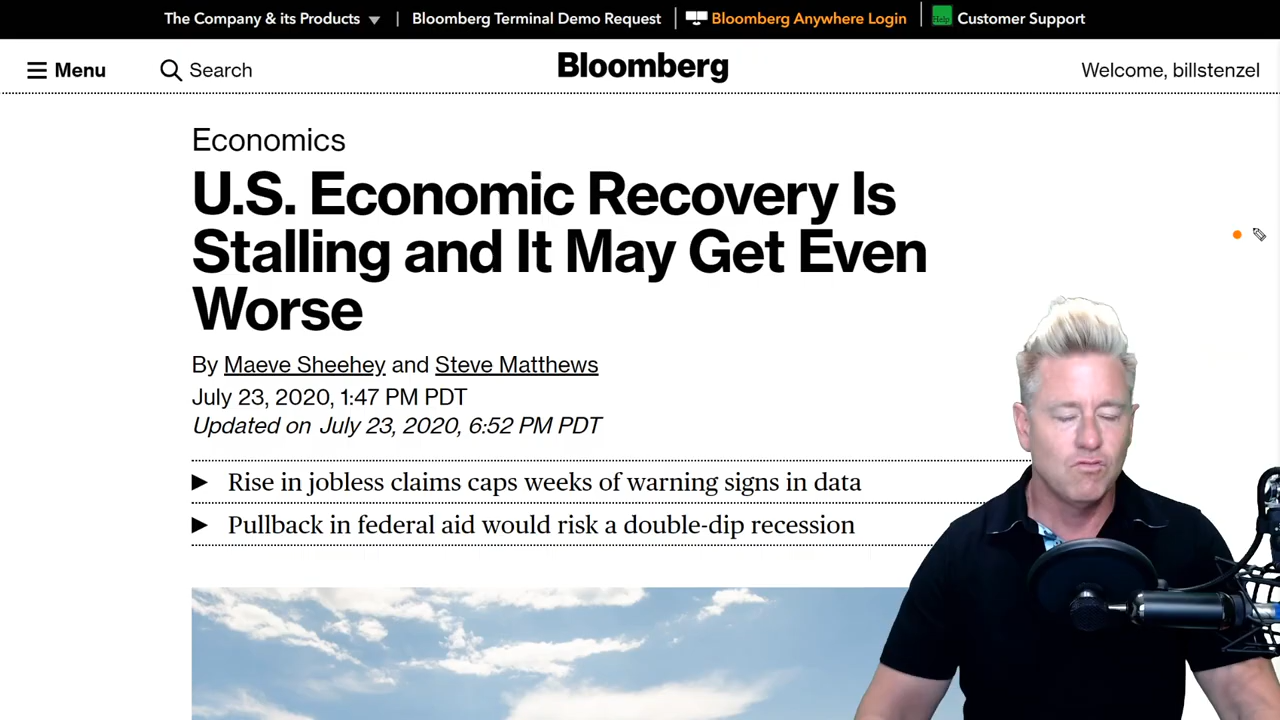 The Company & its Products
Bloomberg Terminal Demo Request
Bloomberg Anywhere Login
Help
Customer Support
Menu
Search
Bloomberg
Welcome, billstenzel
Economics
U.S. Economic Recovery Is
Stalling and It May Get Even
Worse
By Maeve Sheehey and Steve Matthews
July 23, 2020, 1:47 PM PDT
Updated on July 23, 2020, 6:52 PM PDT
Rise in jobless claims caps weeks of warning signs in data
Pullback in federal aid would risk a double-dip recession